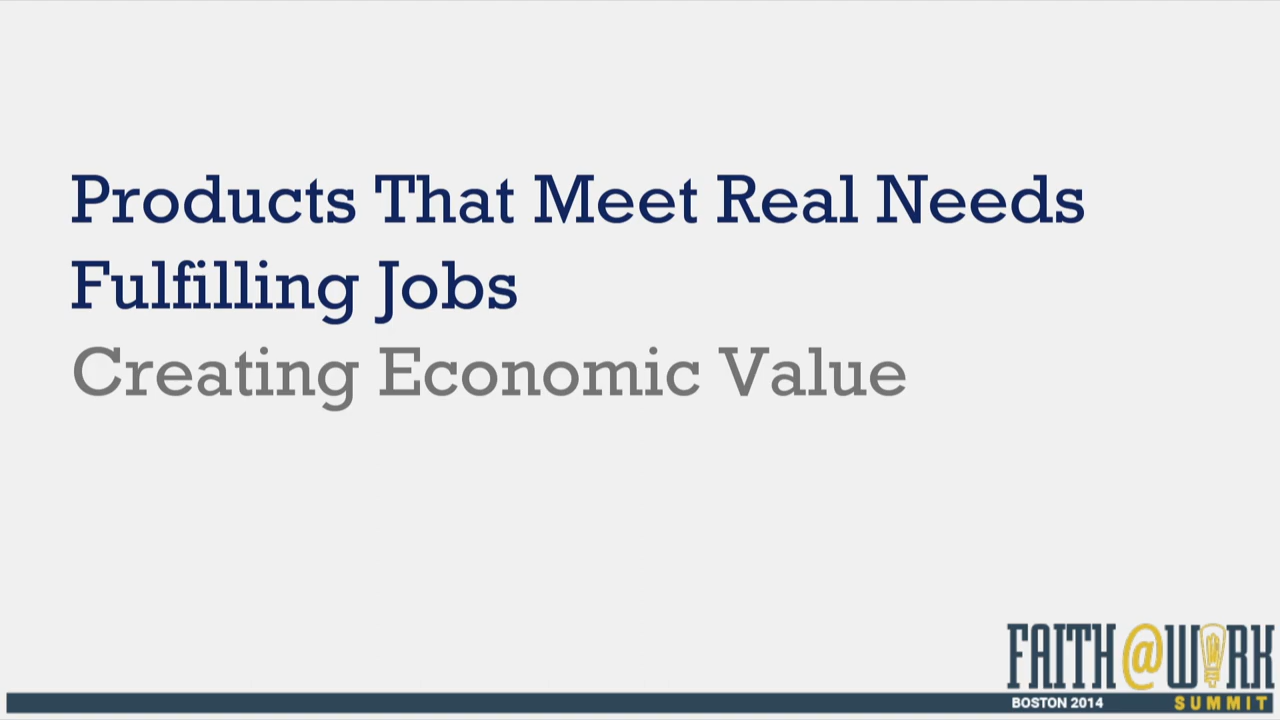 Products That Meet Real Needs
Fulfilling Jobs
Creating Economic Value
FAITH@WORK
BOSTON 2014 SUMMIT